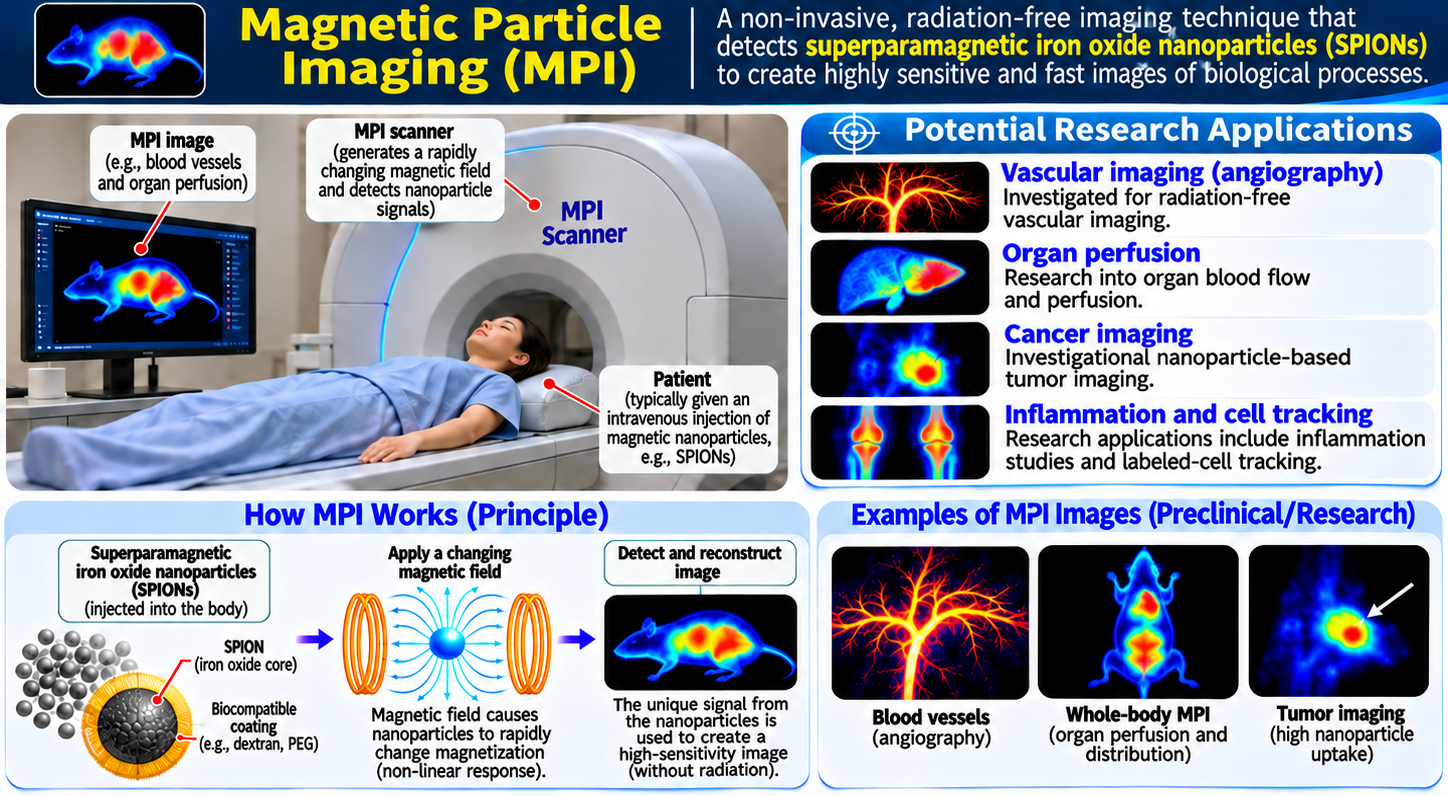 Magnetic Particle
Imaging (MPI)
A non-invasive, radiation-free imaging technique that
detects superparamagnetic iron oxide nanoparticles (SPIONs)
to create highly sensitive and fast images of biological processes.
MPI image
(e.g., blood vessels
and organ perfusion)
MPI scanner
(generates a rapidly
changing magnetic field
and detects nanoparticle
signals)
MPI
Scanner
Patient
(typically given an
intravenous injection of
magnetic nanoparticles,
e.g., SPIONs)
Potential Research Applications
Vascular imaging (angiography)
Investigated for radiation-free
vascular imaging.
Organ perfusion
Research into organ blood flow
and perfusion.
Cancer imaging
Investigational nanoparticle-based
tumor imaging.
Inflammation and cell tracking
Research applications include inflammation
studies and labeled-cell tracking.
How MPI Works (Principle)
Superparamagnetic
iron oxide nanoparticles
(SPIONs)
(injected into the body)
SPION
(iron oxide core)
Biocompatible
coating
(e.g., dextran, PEG)
Apply a changing
magnetic field
Magnetic field causes
nanoparticles to rapidly
change magnetization
(non-linear response).
Detect and reconstruct
image
The unique signal from
the nanoparticles is
used to create a
high-sensitivity image
(without radiation).
Examples of MPI Images (Preclinical/Research)
Blood vessels
(angiography)
Whole-body MPI
(organ perfusion and
distribution)
Tumor imaging
(high nanoparticle
uptake)